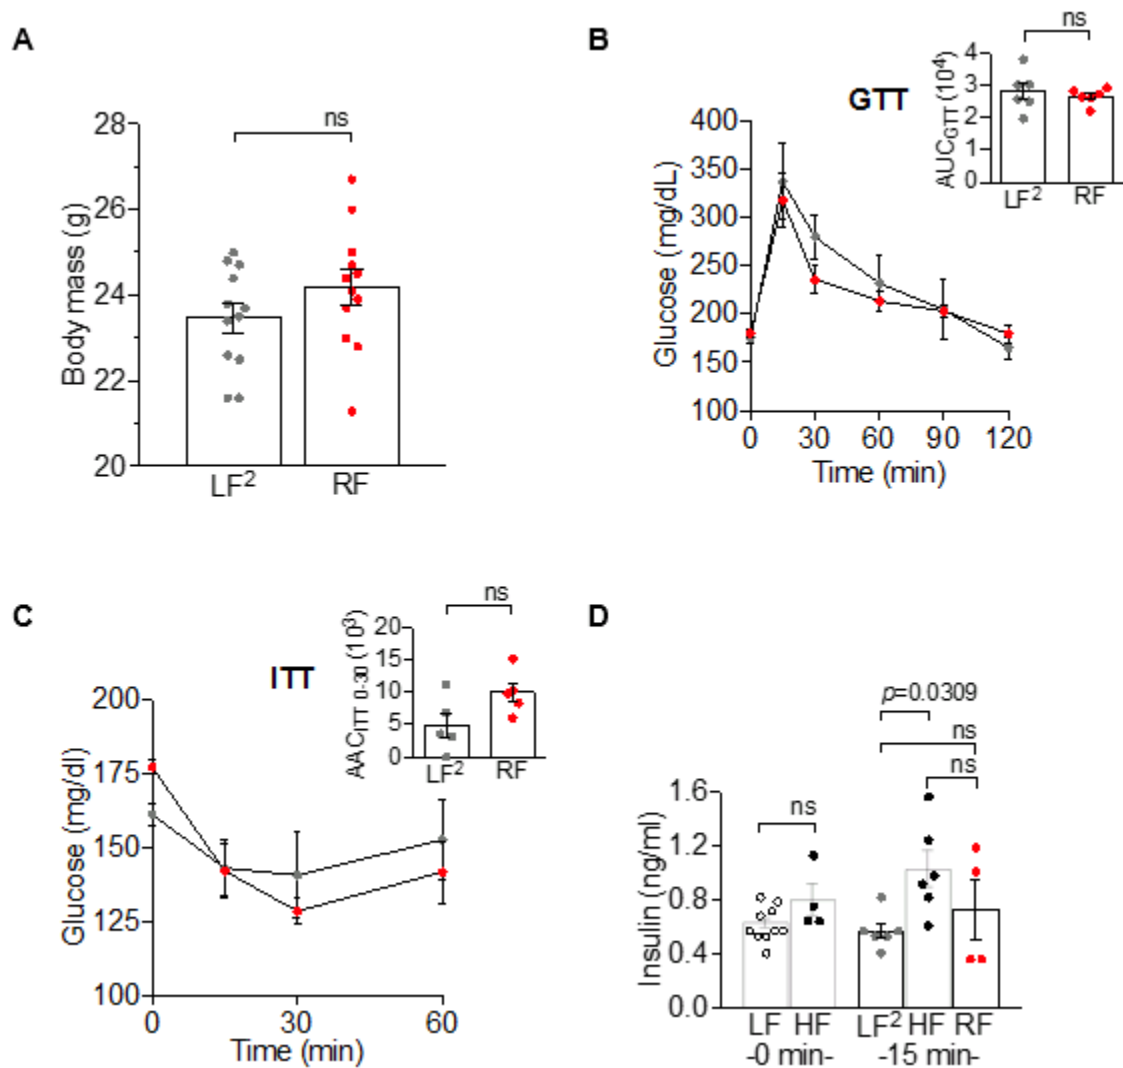 A
ns
Body mass (g)
28
26
24
22
20
LF²
RF
B
GTT
ns
AUC_GTT (10⁴)
4
3
2
1
0
LF²
RF
Glucose (mg/dL)
400
350
300
250
200
150
100
0
30
60
90
120
Time (min)
C
ITT
ns
AAC_ITT 0-30 (10³)
20
15
10
5
0
LF²
RF
Glucose (mg/dl)
200
175
150
125
100
0
30
60
Time (min)
D
p=0.0309
ns
ns
ns
Insulin (ng/ml)
1.6
1.2
0.8
0.4
0.0
LF HF LF² HF RF
-0 min- -15 min-